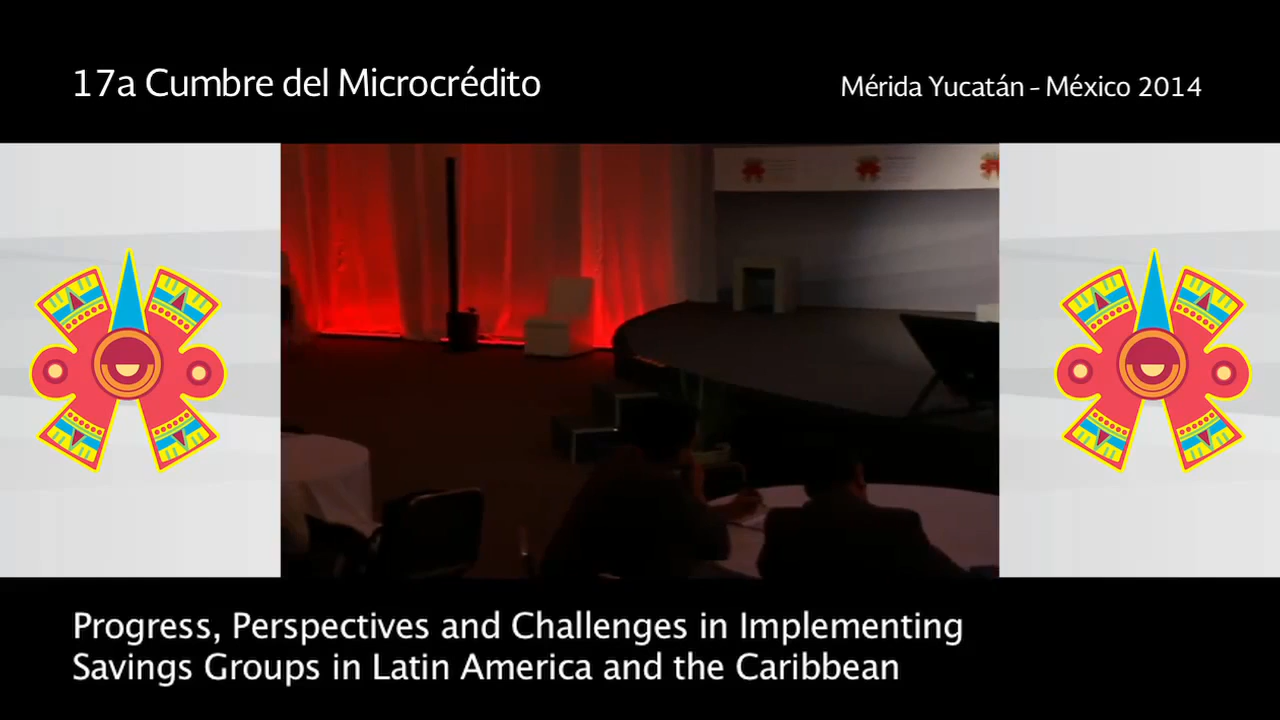 17a Cumbre del Microcrédito
Mérida Yucatán - México 2014
Progress, Perspectives and Challenges in Implementing
Savings Groups in Latin America and the Caribbean